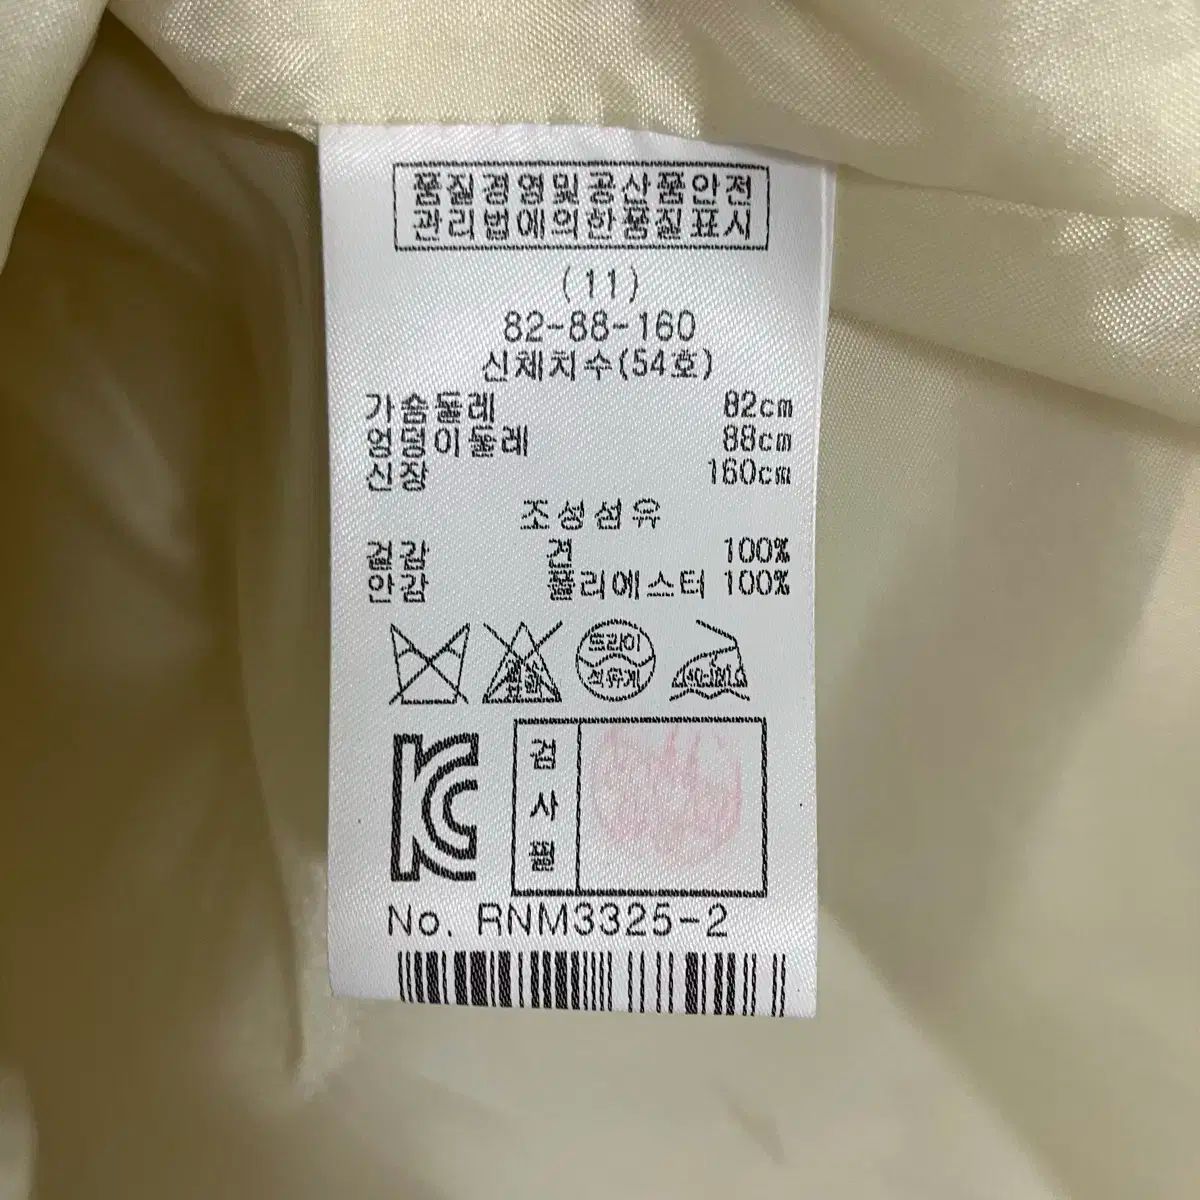 품질경영및공산품안전
관리법에의한품질표시
(11)
82-88-160
신체치수(54호)
가슴둘레 82cm
엉덩이둘레 88cm
신장 160cm
조성섬유
겉감 견 100%
안감 폴리에스터 100%
드라이
석유계
검사필
No. RNM3325-2